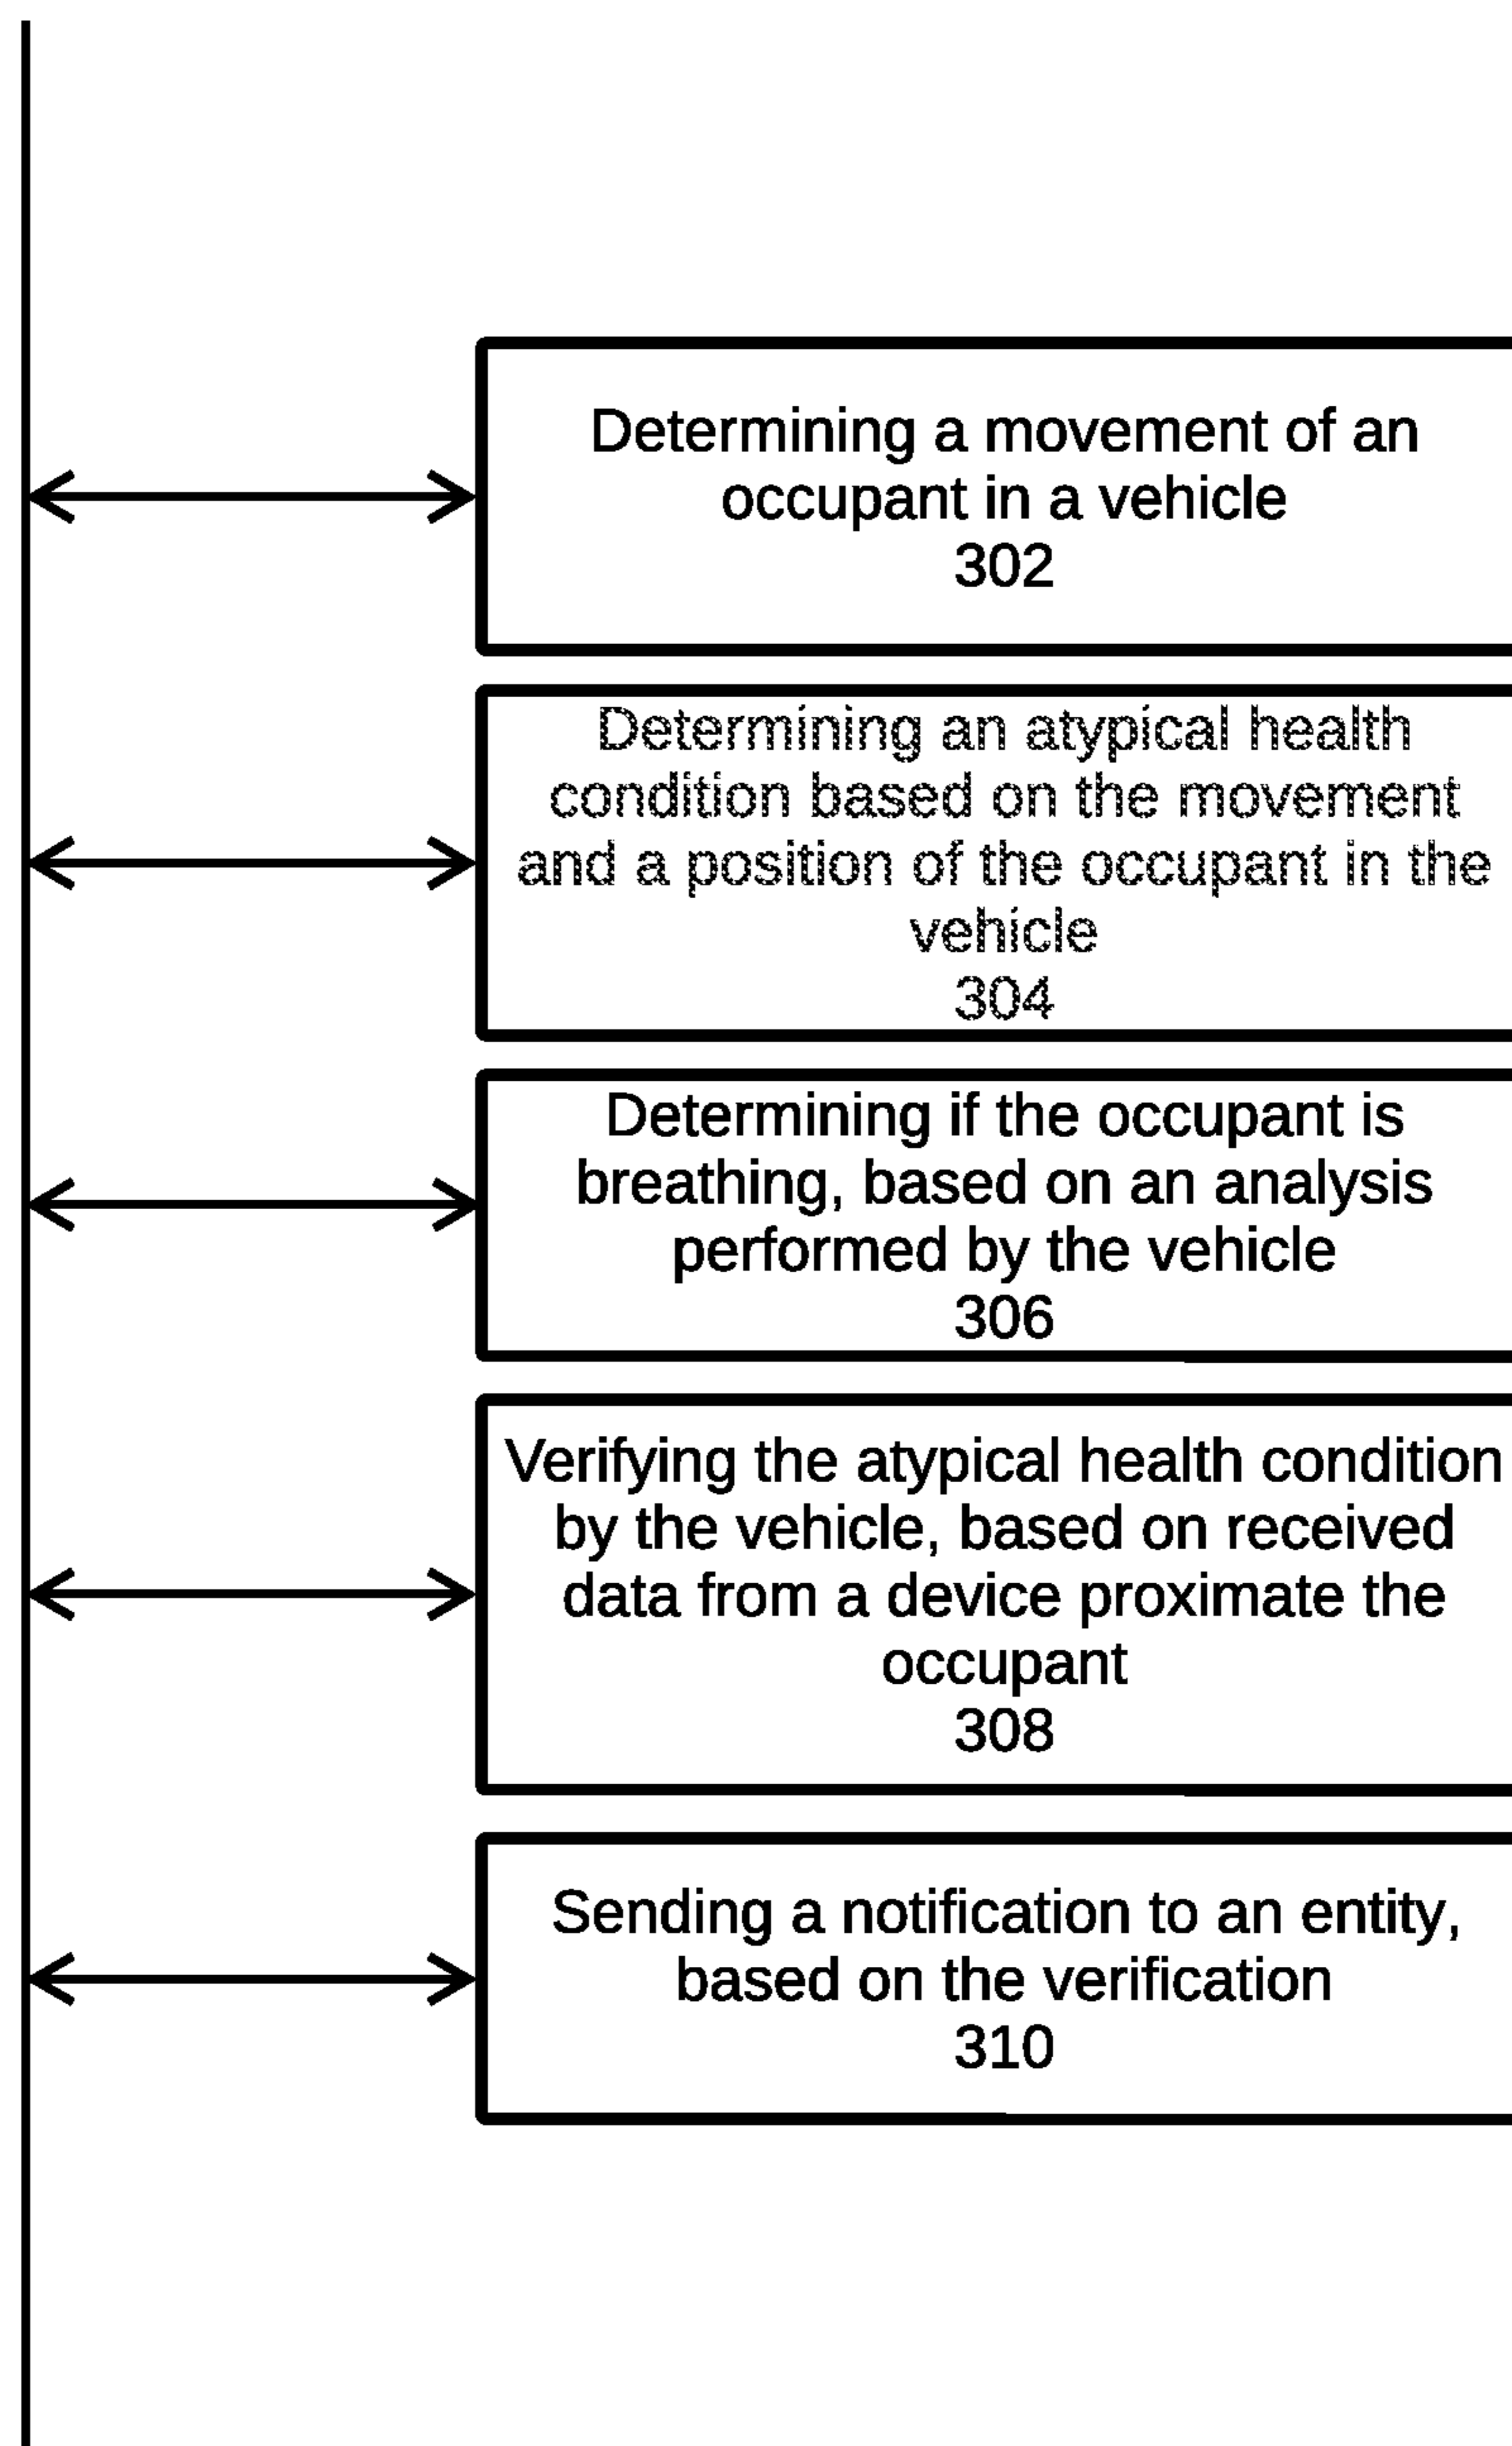 Determining a movement of an
occupant in a vehicle
302
Determining an atypical health
condition based on the movement
and a position of the occupant in the
vehicle
304
Determining if the occupant is
breathing, based on an analysis
performed by the vehicle
306
Verifying the atypical health condition
by the vehicle, based on received
data from a device proximate the
occupant
308
Sending a notification to an entity,
based on the verification
310